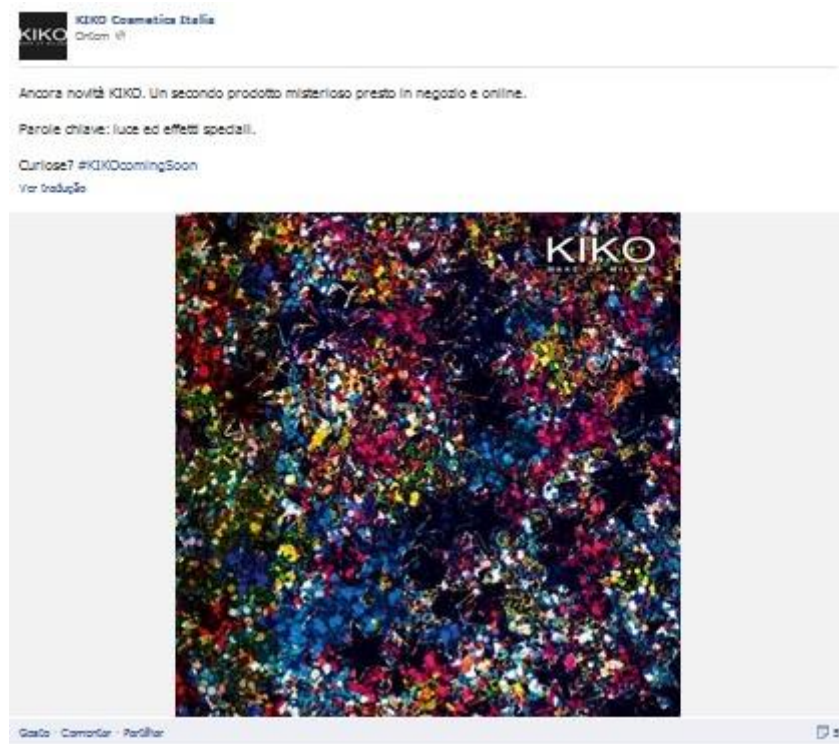 KIKO
KIKO Cosmetics Italia
Ontem
Ancora novità KIKO. Un secondo prodotto misterioso presto in negozio e online.
Parole chiave: luce ed effetti speciali.
Curiose? #KIKOcomingSoon
Ver tradução
KIKO
MAKE UP MILANO
Gosto · Comentar · Partilhar